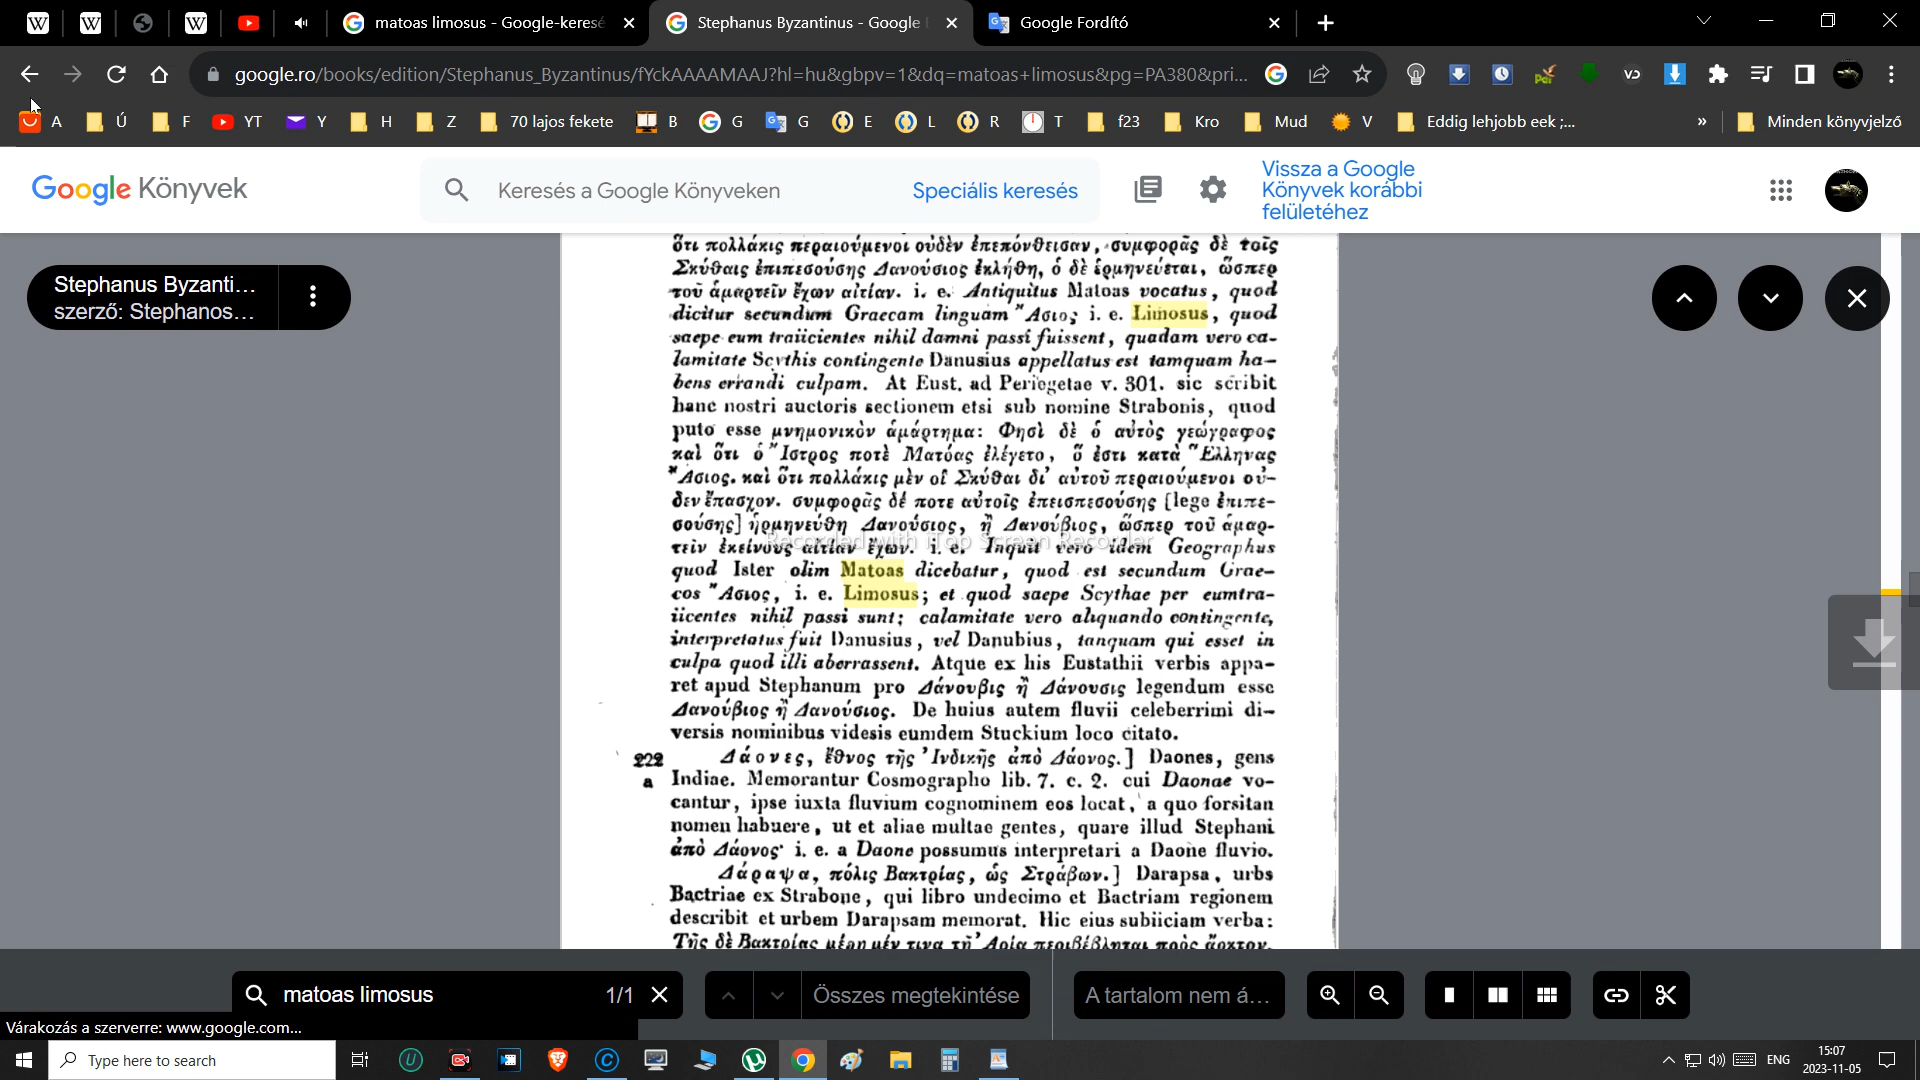 matoas limosus - Google-keresé
Stephanus Byzantinus - Google
Google Fordító
google.ro/books/edition/Stephanus_Byzantinus/fYckAAAAMAAJ?hl=hu&gbpv=1&dq=matoas+limosus&pg=PA380&pri...
A Ú F YT Y H Z 70 lajos fekete B G G E L R T f23 Kro Mud V Eddig lehjobb eek ;... » Minden könyvjelző
Google Könyvek
Keresés a Google Könyveken
Speciális keresés
Vissza a Google
Könyvek korábbi
felületéhez
Stephanus Byzanti...
szerző: Stephanos...
ὅτι πολλάκις περαιούμενοι οὐδὲν ἐπεπόνθεισαν, συμφορᾶς δὲ τοῖς
Σκύθαις ἐπιπεσούσης Δανούσιος ἐκλήθη, ὁ δὲ ἑρμηνεύεται, ὥσπερ
τοῦ ἁμαρτεῖν ἔχων αἰτίαν. i. e. Antiquitus Matoas vocatus, quod
dicitur secundum Graecam linguam Ἄσιος i. e. Limosus, quod
saepe eum traiicientes nihil damni passi fuissent, quadam vero ca-
lamitate Scythis contingente Danusius appellatus est tamquam ha-
bens errandi culpam. At Eust. ad Periegetae v. 301. sic scribit
hanc nostri auctoris sectionem etsi sub nomine Strabonis, quod
puto esse μνημονικὸν ἁμάρτημα: Φησὶ δὲ ὁ αὐτὸς γεώγραφος
καὶ ὅτι ὁ Ἴστρος ποτὲ Ματόας ἐλέγετο, ὅ ἐστι κατὰ Ἕλληνας
Ἄσιος. καὶ ὅτι πολλάκις μὲν οἱ Σκύθαι δι' αὐτοῦ περαιούμενοι οὐ-
δεν ἔπασχον. συμφορᾶς δέ ποτε αὐτοῖς ἐπεισπεσούσης [lege ἐπιπε-
σούσης] ἡρμηνεύθη Δανούσιος, ἢ Δανούβιος, ὥσπερ τοῦ ἁμαρ-
τεῖν ἐκείνους αἰτίαν ἔχων. i. e. Inquit vero idem Geographus
Recorded with iTop Screen Recorder
quod Ister olim Matoas dicebatur, quod est secundum Grae-
cos Ἄσιος, i. e. Limosus; et quod saepe Scythae per eumtra-
iicentes nihil passi sunt; calamitate vero aliquando contingente,
interpretatus fuit Danusius, vel Danubius, tanquam qui esset in
culpa quod illi aberrassent. Atque ex his Eustathii verbis appa-
ret apud Stephanum pro Δάνουβις ἢ Δάνουσις legendum esse
Δανούβιος ἢ Δανούσιος. De huius autem fluvii celeberrimi di-
versis nominibus videsis eumdem Stuckium loco citato.
222 Δάονες, ἔθνος τῆς Ἰνδικῆς ἀπὸ Δάονος.] Daones, gens
a Indiae. Memorantur Cosmographo lib. 7. c. 2. cui Daonae vo-
cantur, ipse iuxta fluvium cognominem eos locat, a quo forsitan
nomen habuere, ut et aliae multae gentes, quare illud Stephani
ἀπὸ Δάονος i. e. a Daone possumus interpretari a Daone fluvio.
Δάραψα, πόλις Βακτρίας, ὡς Στράβων.] Darapsa, urbs
Bactriae ex Strabone, qui libro undecimo et Bactriam regionem
describit et urbem Darapsam memorat. Hic eius subiiciam verba:
Τῆς δὲ Βακτρίας μέρη μέν τινα τῇ Ἀρίᾳ περιβέβληται πρὸς ἄρκτον,
matoas limosus 1/1
Összes megtekintése
A tartalom nem á...
Várakozás a szerverre: www.google.com...
Type here to search
ENG
15:07
2023-11-05